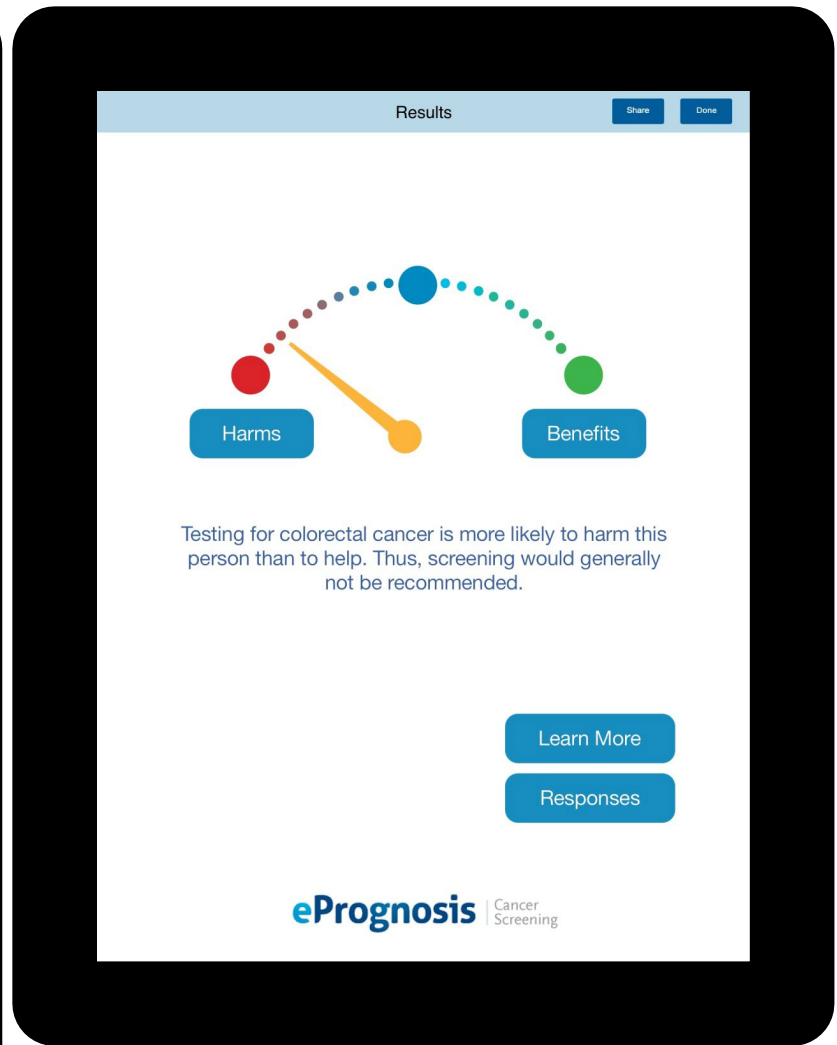 Results
Share
Done
Harms
Benefits
Testing for colorectal cancer is more likely to harm this
person than to help. Thus, screening would generally
not be recommended.
Learn More
Responses
ePrognosis
Cancer
Screening